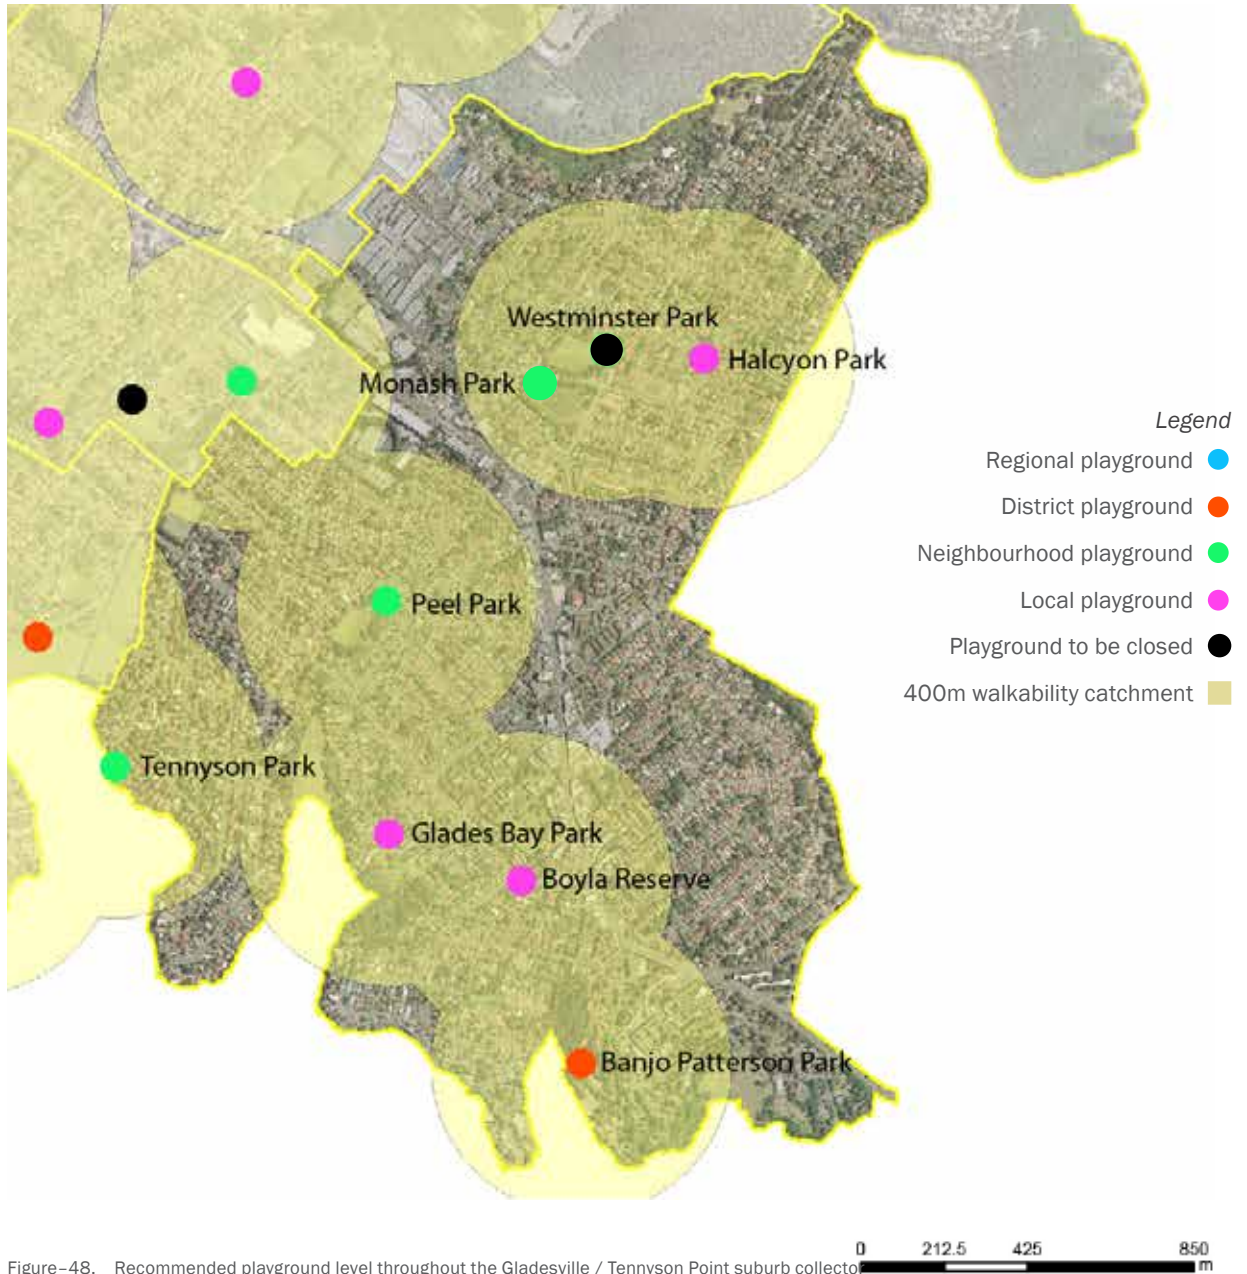 Westminster Park
Halcyon Park
Monash Park
Legend
Regional playground
District playground
Neighbourhood playground
Peel Park
Local playground
Playground to be closed
400m walkability catchment
Tennyson Park
Glades Bay Park
Boyla Reserve
Banjo Patterson Park
0 212.5 425 850
m
Figure–48. Recommended playground level throughout the Gladesville / Tennyson Point suburb collecto